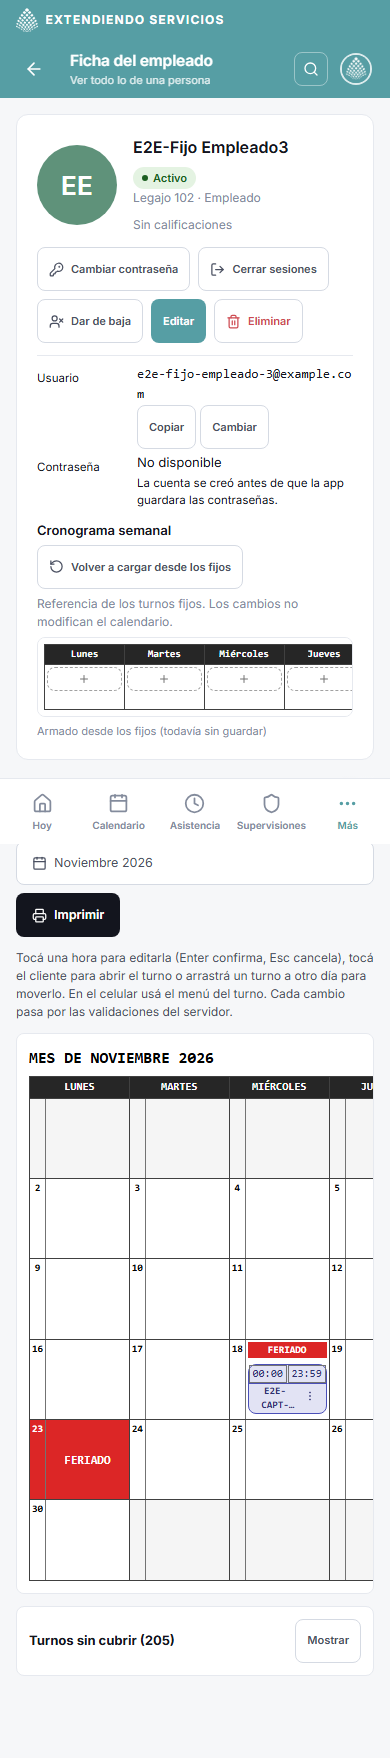 EXTENDIENDO SERVICIOS
Ficha del empleado
Ver todo lo de una persona
EE
E2E-Fijo Empleado3
Activo
Legajo 102 · Empleado
Sin calificaciones
Cambiar contraseña
Cerrar sesiones
Dar de baja
Editar
Eliminar
Usuario
e2e-fijo-empleado-3@example.co
m
Copiar
Cambiar
Contraseña
No disponible
La cuenta se creó antes de que la app
guardara las contraseñas.
Cronograma semanal
Volver a cargar desde los fijos
Referencia de los turnos fijos. Los cambios no
modifican el calendario.
Lunes Martes Miércoles Jueves
+ + + +
Armado desde los fijos (todavía sin guardar)
Hoy Calendario Asistencia Supervisiones Más
Noviembre 2026
Imprimir
Tocá una hora para editarla (Enter confirma, Esc cancela), tocá
el cliente para abrir el turno o arrastrá un turno a otro día para
moverlo. En el celular usá el menú del turno. Cada cambio
pasa por las validaciones del servidor.
MES DE NOVIEMBRE 2026
LUNES MARTES MIÉRCOLES JU
2 3 4 5
9 10 11 12
16 17 18 FERIADO 19
00:00 23:59
E2E-
CAPT-…
23 FERIADO 24 25 26
30
Turnos sin cubrir (205)
Mostrar